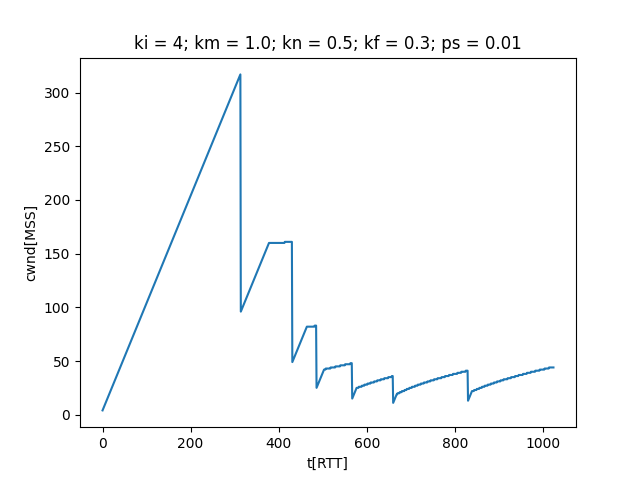 ki = 4; km = 1.0; kn = 0.5; kf = 0.3; ps = 0.01
cwnd[MSS]
300
250
200
150
100
50
0
0 200 400 600 800 1000
t[RTT]